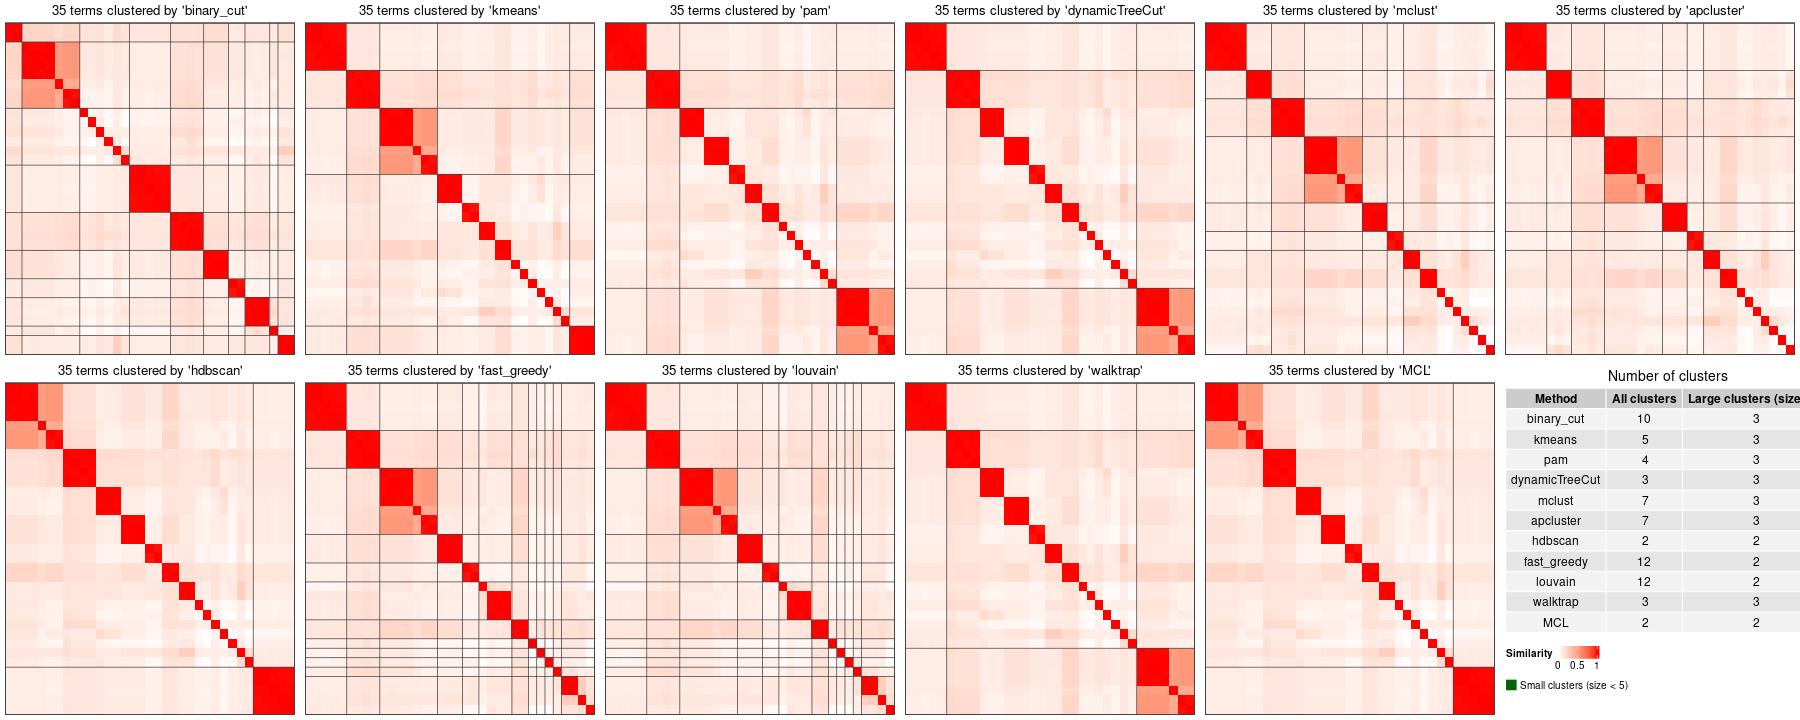 35 terms clustered by 'binary_cut'
35 terms clustered by 'kmeans'
35 terms clustered by 'pam'
35 terms clustered by 'dynamicTreeCut'
35 terms clustered by 'mclust'
35 terms clustered by 'apcluster'
35 terms clustered by 'hdbscan'
35 terms clustered by 'fast_greedy'
35 terms clustered by 'louvain'
35 terms clustered by 'walktrap'
35 terms clustered by 'MCL'
Number of clusters
Method All clusters Large clusters (size
binary_cut 10 3
kmeans 5 3
pam 4 3
dynamicTreeCut 3 3
mclust 7 3
apcluster 7 3
hdbscan 2 2
fast_greedy 12 2
louvain 12 2
walktrap 3 3
MCL 2 2
Similarity
0 0.5 1
Small clusters (size < 5)